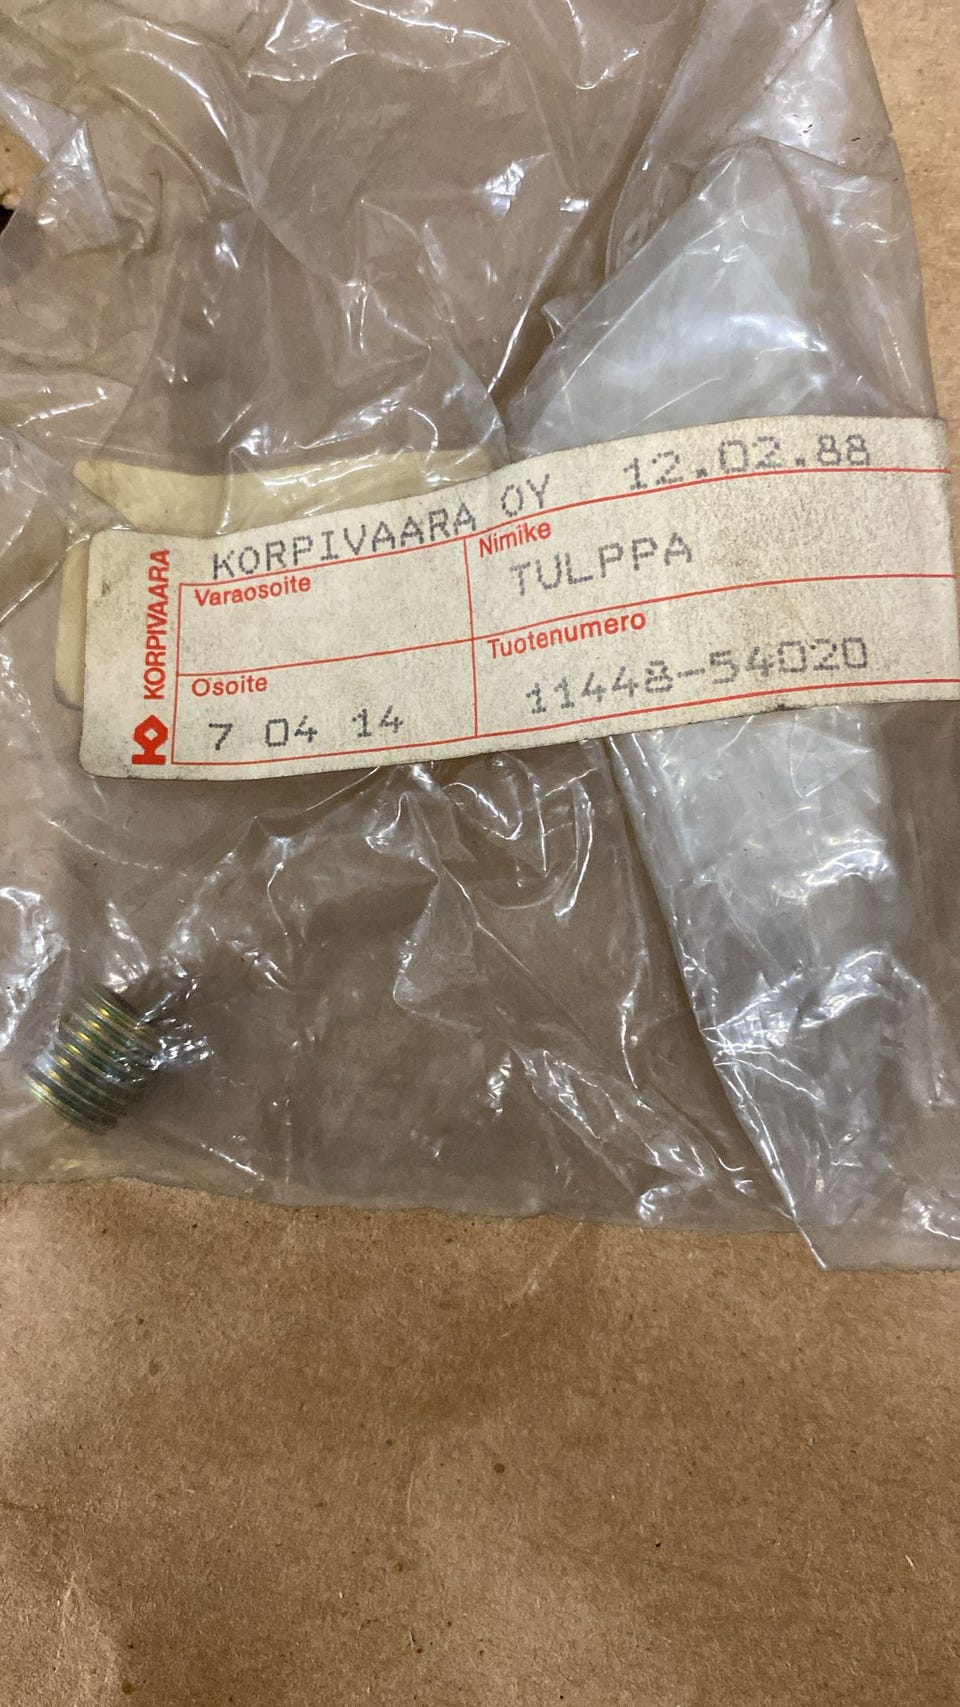 KORPIVAARA OY 12.02.88
KORPIVAARA
Varaosoite
Nimike
TULPPA
Osoite
7 04 14
Tuotenumero
11448-54020